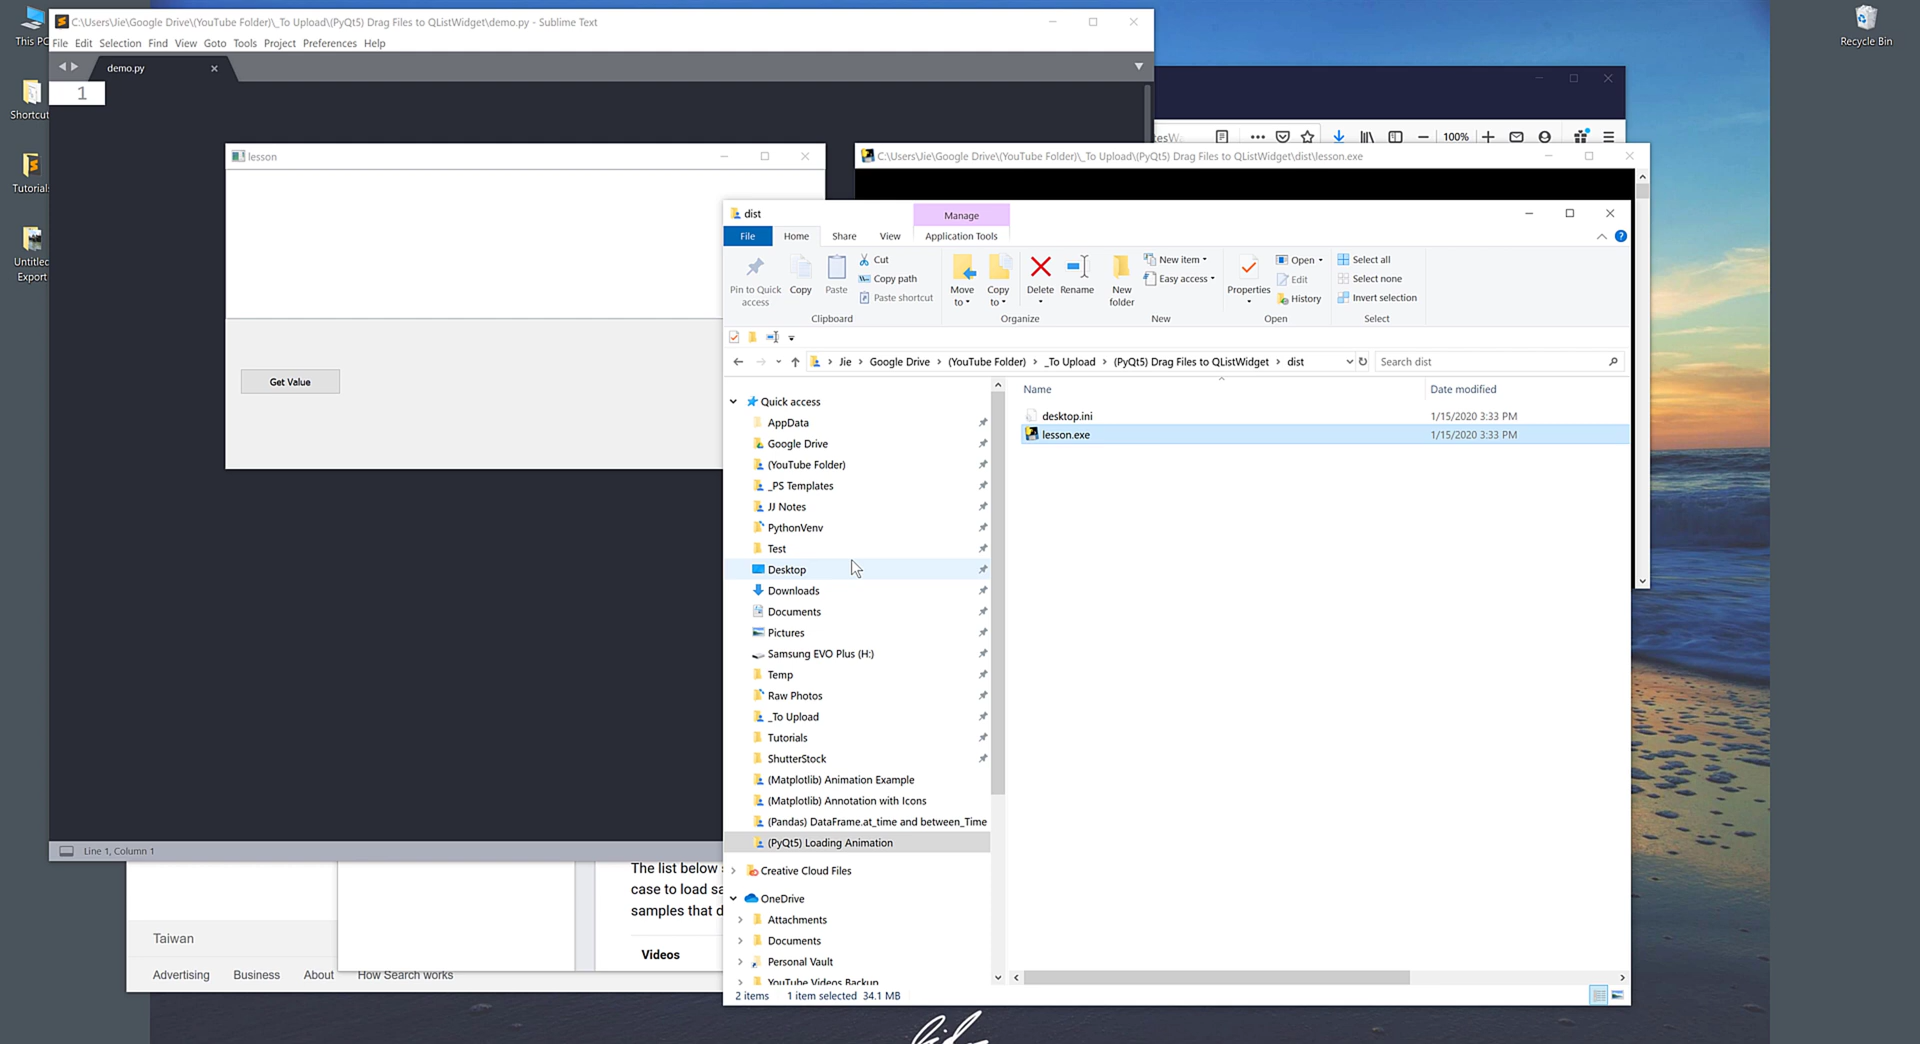 This PC
Shortcut
Tutorials
Untitled
Export
Recycle Bin
C:\Users\Jie\Google Drive\(YouTube Folder)\_To Upload\(PyQt5) Drag Files to QListWidget\demo.py - Sublime Text
File Edit Selection Find View Goto Tools Project Preferences Help
demo.py
1
100%
lesson
Get Value
Line 1, Column 1
C:\Users\Jie\Google Drive\(YouTube Folder)\_To Upload\(PyQt5) Drag Files to QListWidget\dist\lesson.exe
dist
Manage
File Home Share View Application Tools
Pin to Quick access
Copy
Paste
Cut
Copy path
Paste shortcut
Clipboard
Move to
Copy to
Delete
Rename
Organize
New folder
New item
Easy access
New
Properties
Open
Edit
History
Open
Select all
Select none
Invert selection
Select
Jie > Google Drive > (YouTube Folder) > _To Upload > (PyQt5) Drag Files to QListWidget > dist
Search dist
Quick access
AppData
Google Drive
(YouTube Folder)
_PS Templates
JJ Notes
PythonVenv
Test
Desktop
Downloads
Documents
Pictures
Samsung EVO Plus (H:)
Temp
Raw Photos
_To Upload
Tutorials
ShutterStock
(Matplotlib) Animation Example
(Matplotlib) Annotation with Icons
(Pandas) DataFrame.at_time and between_Time
(PyQt5) Loading Animation
Creative Cloud Files
OneDrive
Attachments
Documents
Personal Vault
YouTube Videos Backup
Name Date modified
desktop.ini 1/15/2020 3:33 PM
lesson.exe 1/15/2020 3:33 PM
2 items 1 item selected 34.1 MB
The list below
case to load sa
samples that d
Videos
Taiwan
Advertising Business About How Search works